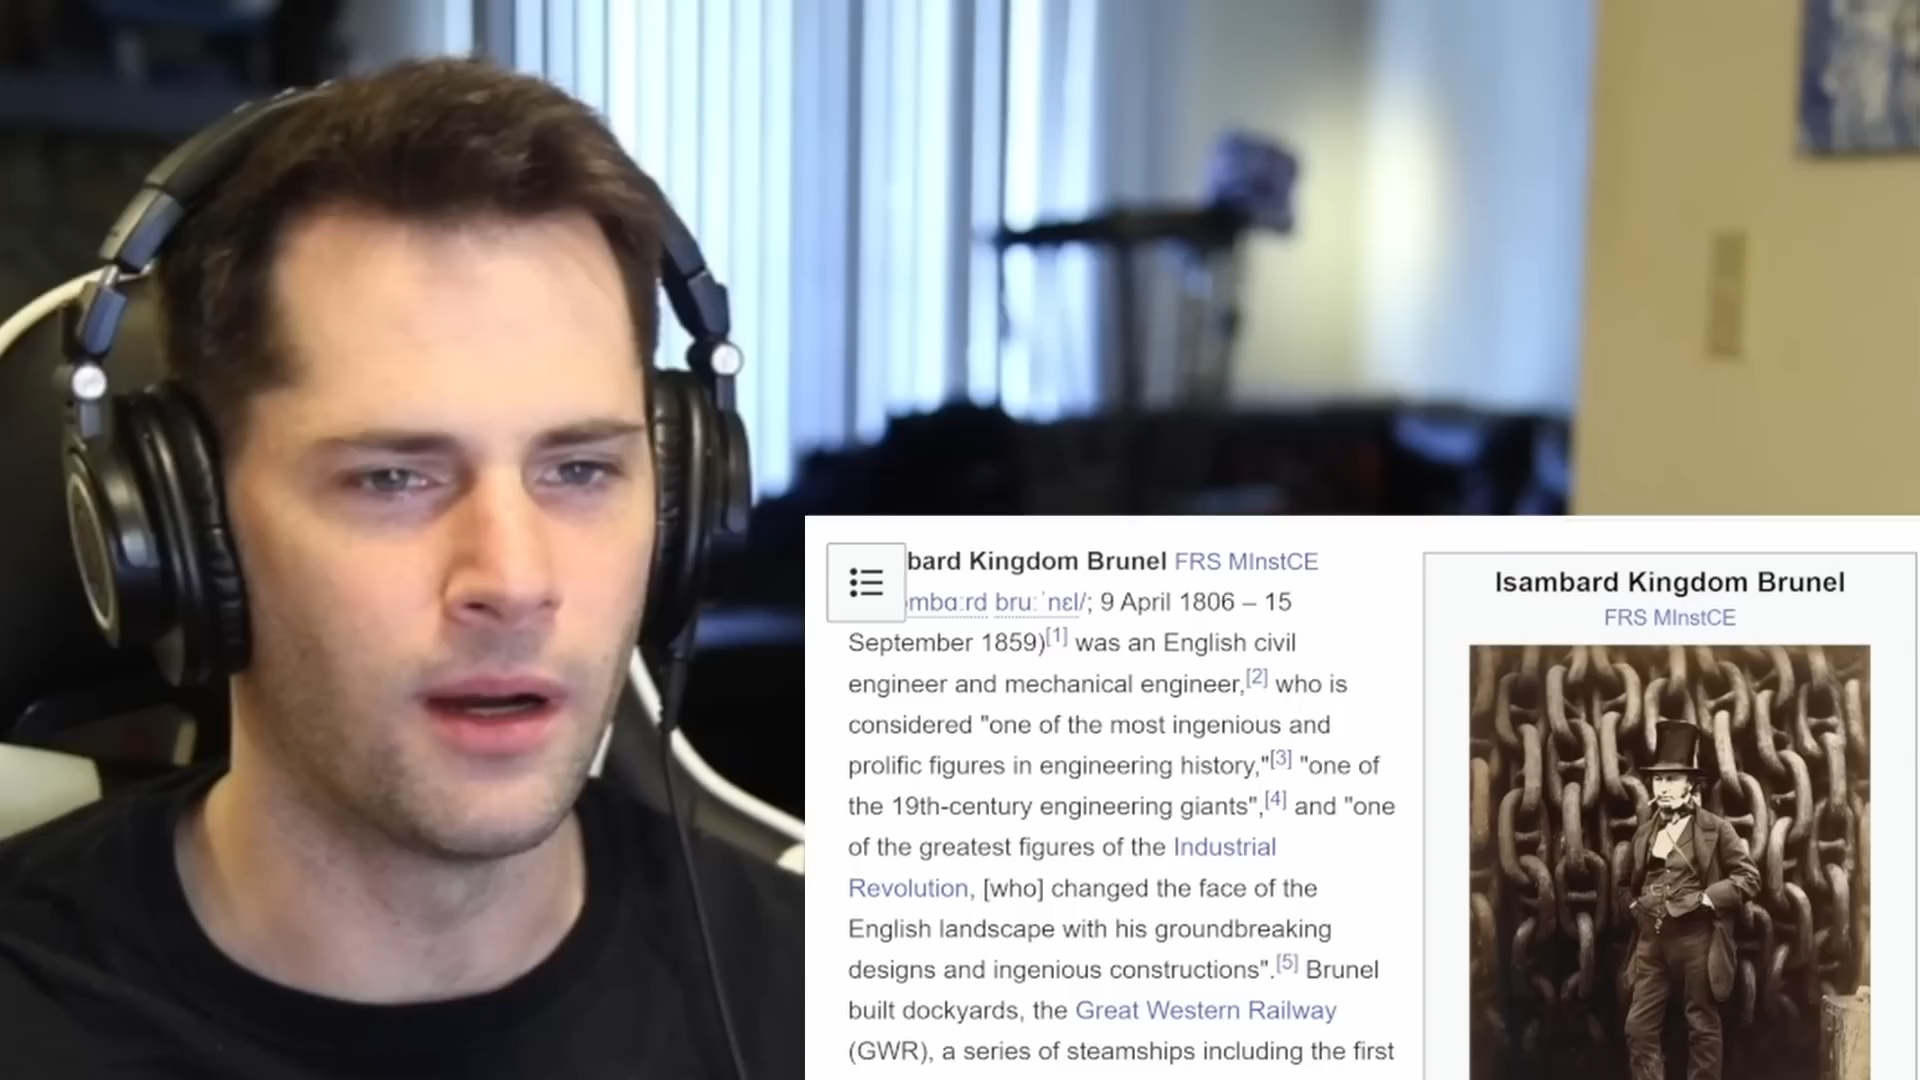 bard Kingdom Brunel FRS MInstCE
mbɑːrd bruːˈnɛl/; 9 April 1806 – 15
September 1859)[1] was an English civil
engineer and mechanical engineer,[2] who is
considered "one of the most ingenious and
prolific figures in engineering history,"[3] "one of
the 19th-century engineering giants",[4] and "one
of the greatest figures of the Industrial
Revolution, [who] changed the face of the
English landscape with his groundbreaking
designs and ingenious constructions".[5] Brunel
built dockyards, the Great Western Railway
(GWR), a series of steamships including the first
Isambard Kingdom Brunel
FRS MInstCE